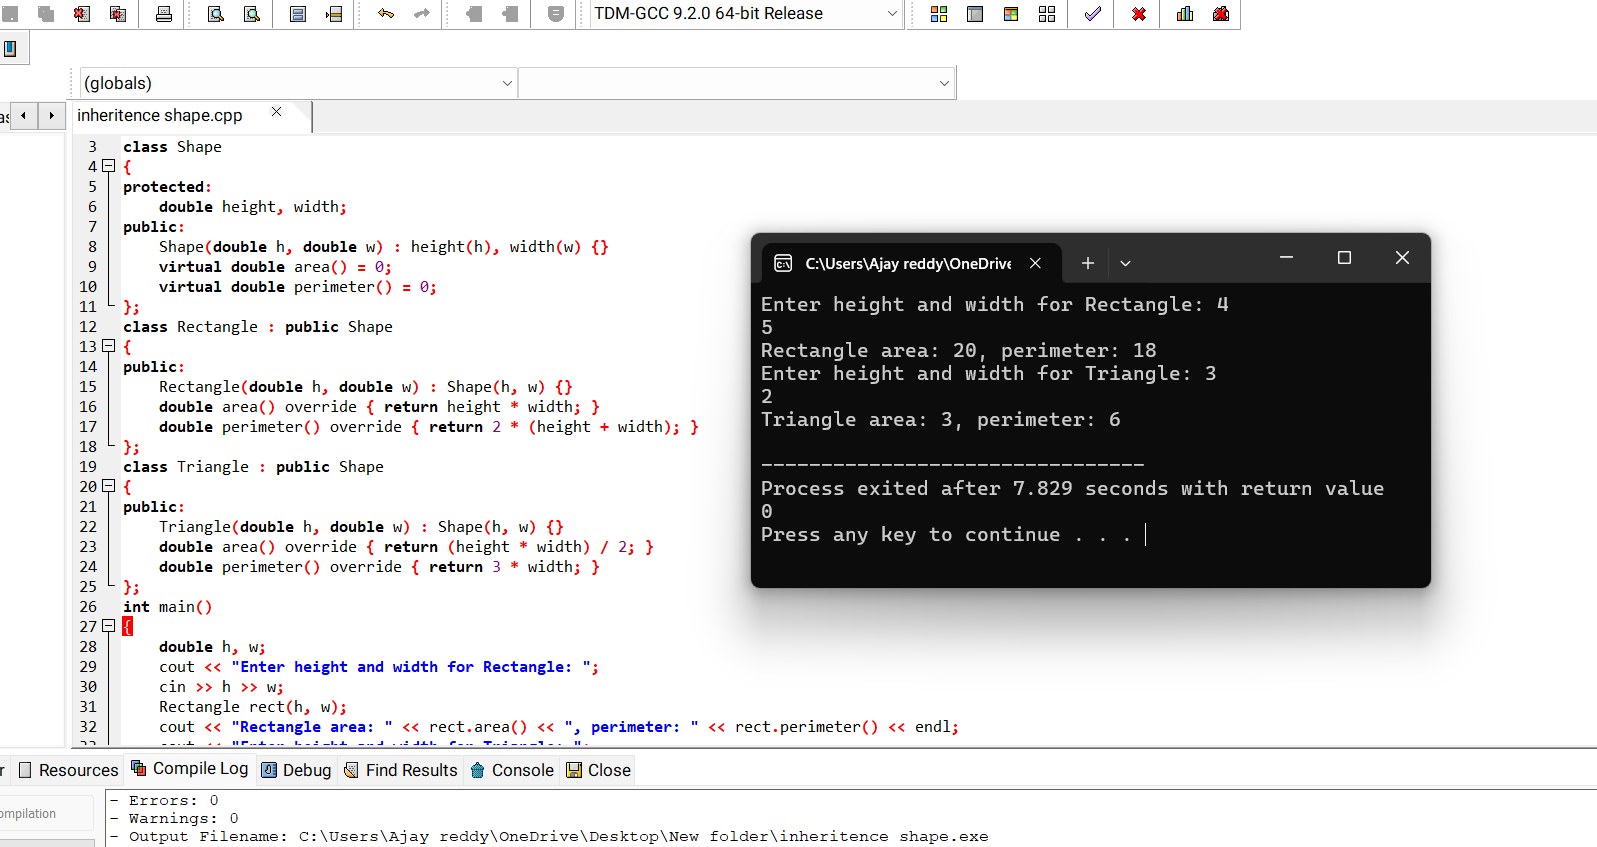 TDM-GCC 9.2.0 64-bit Release
(globals)
inheritence shape.cpp
3 class Shape
4 {
5 protected:
6 double height, width;
7 public:
8 Shape(double h, double w) : height(h), width(w) {}
9 virtual double area() = 0;
10 virtual double perimeter() = 0;
11 };
12 class Rectangle : public Shape
13 {
14 public:
15 Rectangle(double h, double w) : Shape(h, w) {}
16 double area() override { return height * width; }
17 double perimeter() override { return 2 * (height + width); }
18 };
19 class Triangle : public Shape
20 {
21 public:
22 Triangle(double h, double w) : Shape(h, w) {}
23 double area() override { return (height * width) / 2; }
24 double perimeter() override { return 3 * width; }
25 };
26 int main()
27 {
28 double h, w;
29 cout << "Enter height and width for Rectangle: ";
30 cin >> h >> w;
31 Rectangle rect(h, w);
32 cout << "Rectangle area: " << rect.area() << ", perimeter: " << rect.perimeter() << endl;
33 cout << "Enter height and width for Triangle: ";
C:\Users\Ajay reddy\OneDrive
Enter height and width for Rectangle: 4
5
Rectangle area: 20, perimeter: 18
Enter height and width for Triangle: 3
2
Triangle area: 3, perimeter: 6
--------------------------------
Process exited after 7.829 seconds with return value
0
Press any key to continue . . .
r Resources Compile Log Debug Find Results Console Close
ompilation
- Errors: 0
- Warnings: 0
- Output Filename: C:\Users\Ajay reddy\OneDrive\Desktop\New folder\inheritence shape.exe